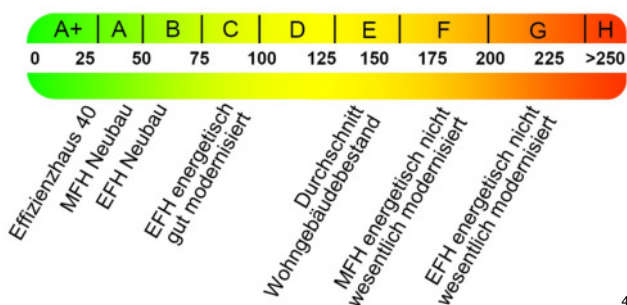 A+ A B C D E F G H
0 25 50 75 100 125 150 175 200 225 >250
Effizienzhaus 40
MFH Neubau
EFH Neubau
EFH energetisch
gut modernisiert
Durchschnitt
Wohngebäudebestand
MFH energetisch nicht
wesentlich modernisiert
EFH energetisch nicht
wesentlich modernisiert
4